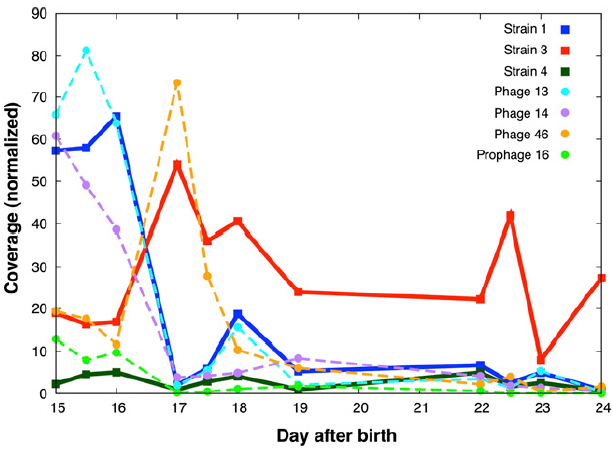 Coverage (normalized)
90
80
70
60
50
40
30
20
10
0
15 16 17 18 19 20 21 22 23 24
Day after birth
Strain 1
Strain 3
Strain 4
Phage 13
Phage 14
Phage 46
Prophage 16